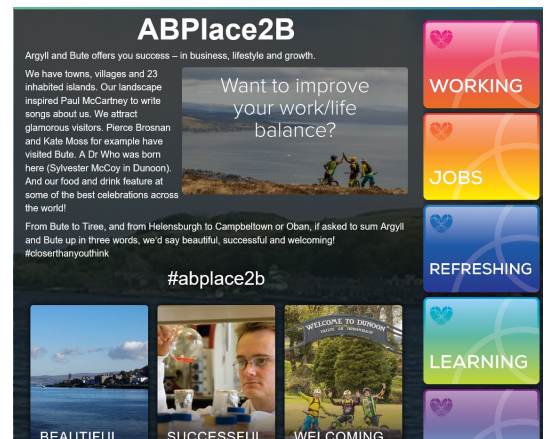 ABPlace2B
Argyll and Bute offers you success – in business, lifestyle and growth.
We have towns, villages and 23
inhabited islands. Our landscape
inspired Paul McCartney to write
songs about us. We attract
glamorous visitors. Pierce Brosnan
and Kate Moss for example have
visited Bute. A Dr Who was born
here (Sylvester McCoy in Dunoon).
And our food and drink feature at
some of the best celebrations across
the world!
Want to improve
your work/life
balance?
From Bute to Tiree, and from Helensburgh to Campbeltown or Oban, if asked to sum Argyll
and Bute up in three words, we'd say beautiful, successful and welcoming!
#closerthanyouthink
#abplace2b
BEAUTIFUL
SUCCESSFUL
WELCOME TO DUNOON
WELCOMING
WORKING
JOBS
REFRESHING
LEARNING